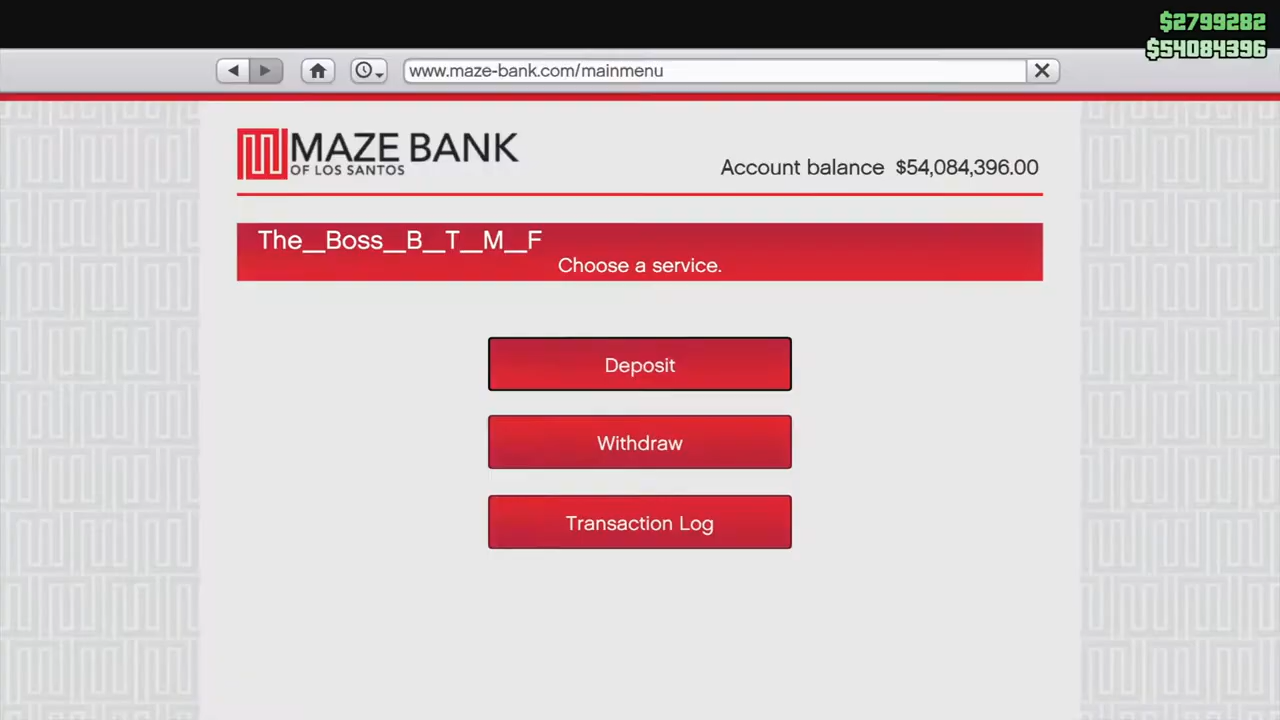 $2799282
$54084396
www.maze-bank.com/mainmenu
MAZE BANK
OF LOS SANTOS
Account balance $54,084,396.00
The__Boss__B__T__M__F
Choose a service.
Deposit
Withdraw
Transaction Log